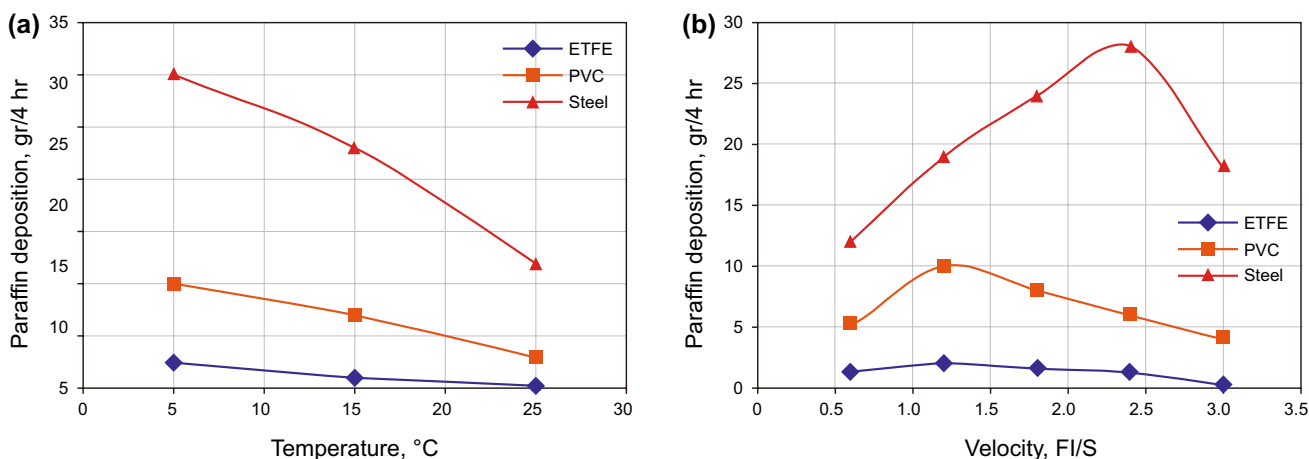 (a)
Paraffin deposition, gr/4 hr
35
30
25
20
15
10
5
0 5 10 15 20 25 30
Temperature, °C
ETFE
PVC
Steel
(b)
Paraffin deposition, gr/4 hr
30
25
20
15
10
5
0
0 0.5 1.0 1.5 2.0 2.4 3.0 3.5
Velocity, FI/S
ETFE
PVC
Steel